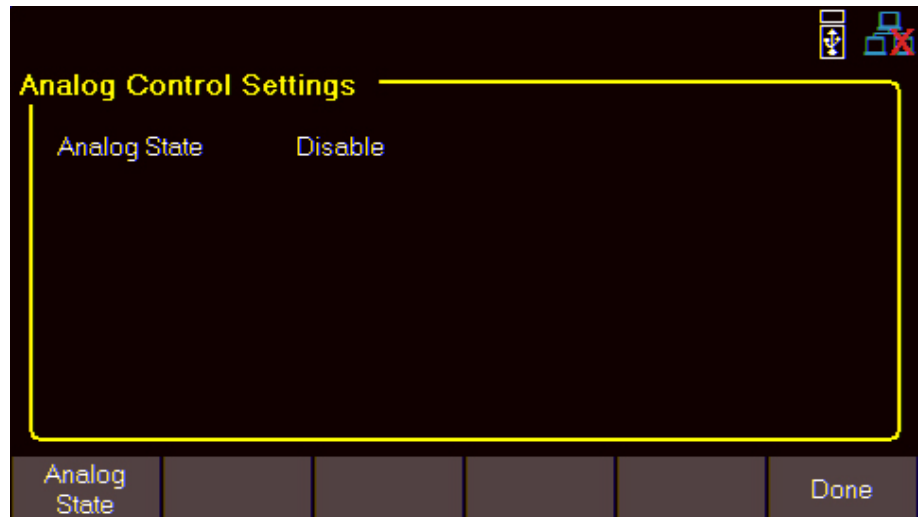 Analog Control Settings
Analog State Disable
Analog State
Done